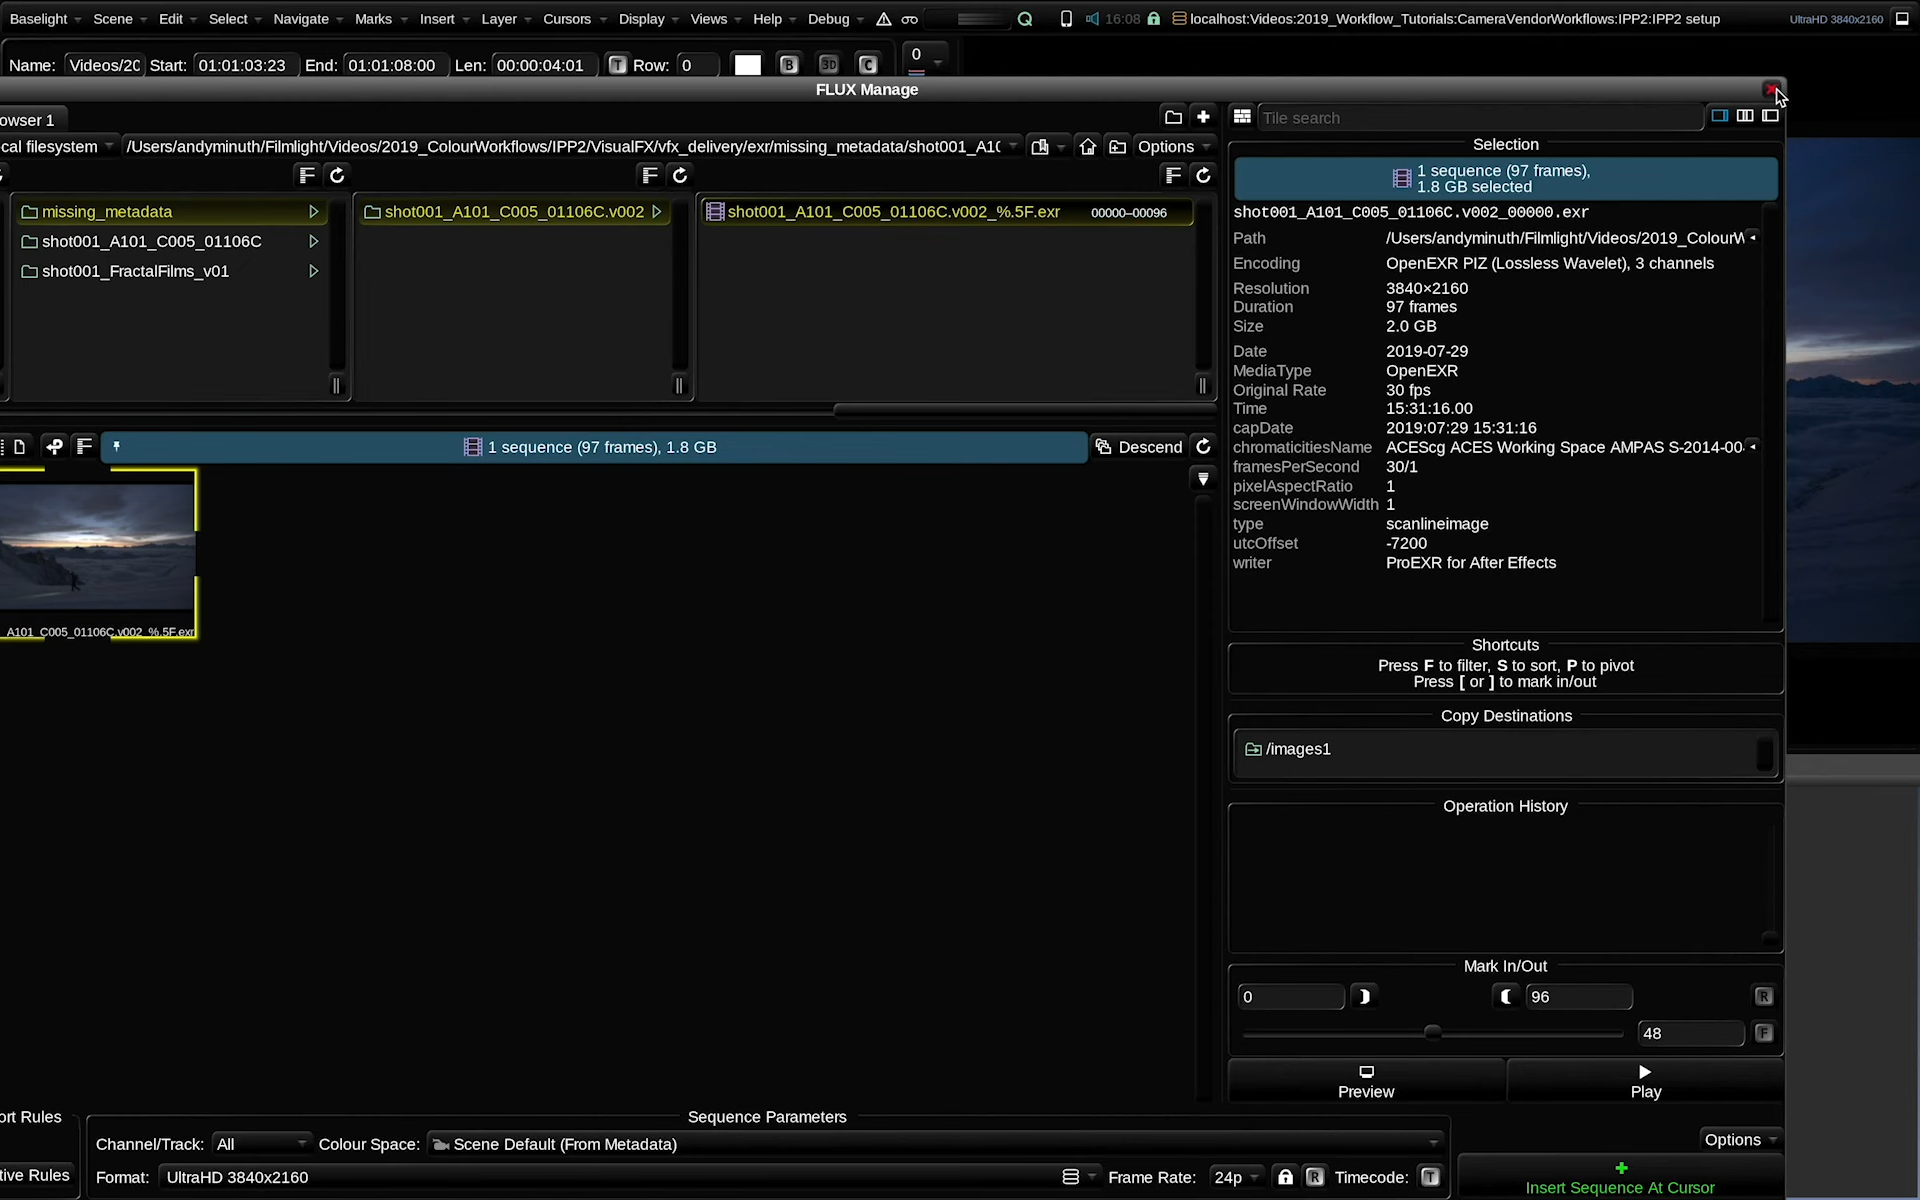 Baselight Scene Edit Select Navigate Marks Insert Layer Cursors Display Views Help Debug 16:08 localhost:Videos:2019_Workflow_Tutorials:CameraVendorWorkflows:IPP2:IPP2 setup UltraHD 3840x2160
Name: Videos/20 Start: 01:01:03:23 End: 01:01:08:00 Len: 00:00:04:01 T Row: 0 B 3D C 0
FLUX Manage
owser 1
Tile search
cal filesystem /Users/andyminuth/Filmlight/Videos/2019_ColourWorkflows/IPP2/VisualFX/vfx_delivery/exr/missing_metadata/shot001_A10 Options
Selection
1 sequence (97 frames),
1.8 GB selected
missing_metadata
shot001_A101_C005_01106C
shot001_FractalFilms_v01
shot001_A101_C005_01106C.v002
shot001_A101_C005_01106C.v002_%.5F.exr 00000–00096
shot001_A101_C005_01106C.v002_00000.exr
Path /Users/andyminuth/Filmlight/Videos/2019_ColourW
Encoding OpenEXR PIZ (Lossless Wavelet), 3 channels
Resolution 3840×2160
Duration 97 frames
Size 2.0 GB
Date 2019-07-29
MediaType OpenEXR
Original Rate 30 fps
Time 15:31:16.00
capDate 2019:07:29 15:31:16
chromaticitiesName ACEScg ACES Working Space AMPAS S-2014-00
framesPerSecond 30/1
pixelAspectRatio 1
screenWindowWidth 1
type scanlineimage
utcOffset -7200
writer ProEXR for After Effects
1 sequence (97 frames), 1.8 GB Descend
A101_C005_01106C.v002_%.5F.exr
Shortcuts
Press F to filter, S to sort, P to pivot
Press [ or ] to mark in/out
Copy Destinations
/images1
Operation History
Mark In/Out
0 96 R
48 F
Preview
Play
ort Rules
tive Rules
Sequence Parameters
Channel/Track: All Colour Space: Scene Default (From Metadata)
Format: UltraHD 3840x2160 Frame Rate: 24p R Timecode: T
Options
Insert Sequence At Cursor